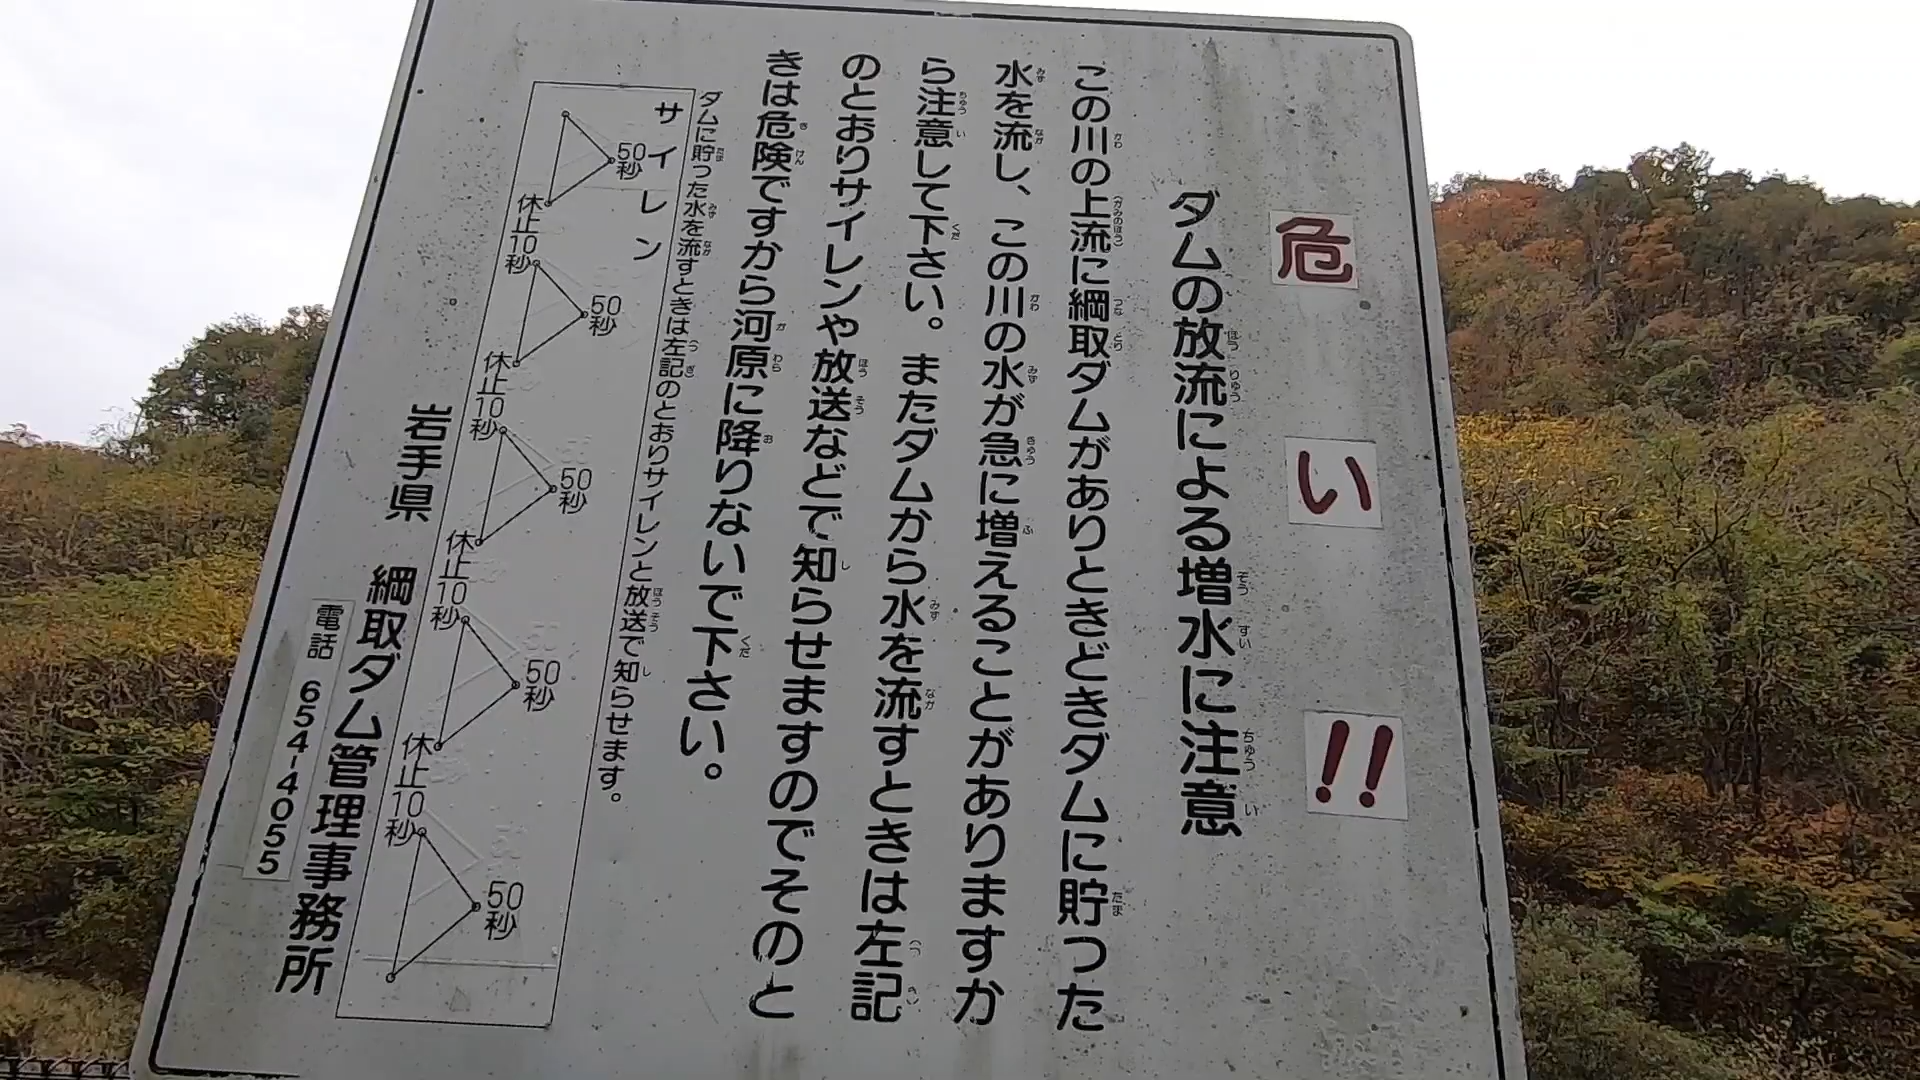 危い!!
ダムの放流による増水に注意
この川の上流に綱取ダムがありときどきダムに貯った
水を流し、この川の水が急に増えることがありますか
ら注意して下さい。またダムから水を流すときは左記
のとおりサイレンや放送などで知らせますのでそのと
きは危険ですから河原に降りないで下さい。
ダムに貯った水を流すときは左記のとおりサイレンと放送で知らせます。
サイレン
50秒
休止10秒
50秒
休止10秒
50秒
休止10秒
50秒
休止10秒
50秒
岩手県 綱取ダム管理事務所
電話 654-4055